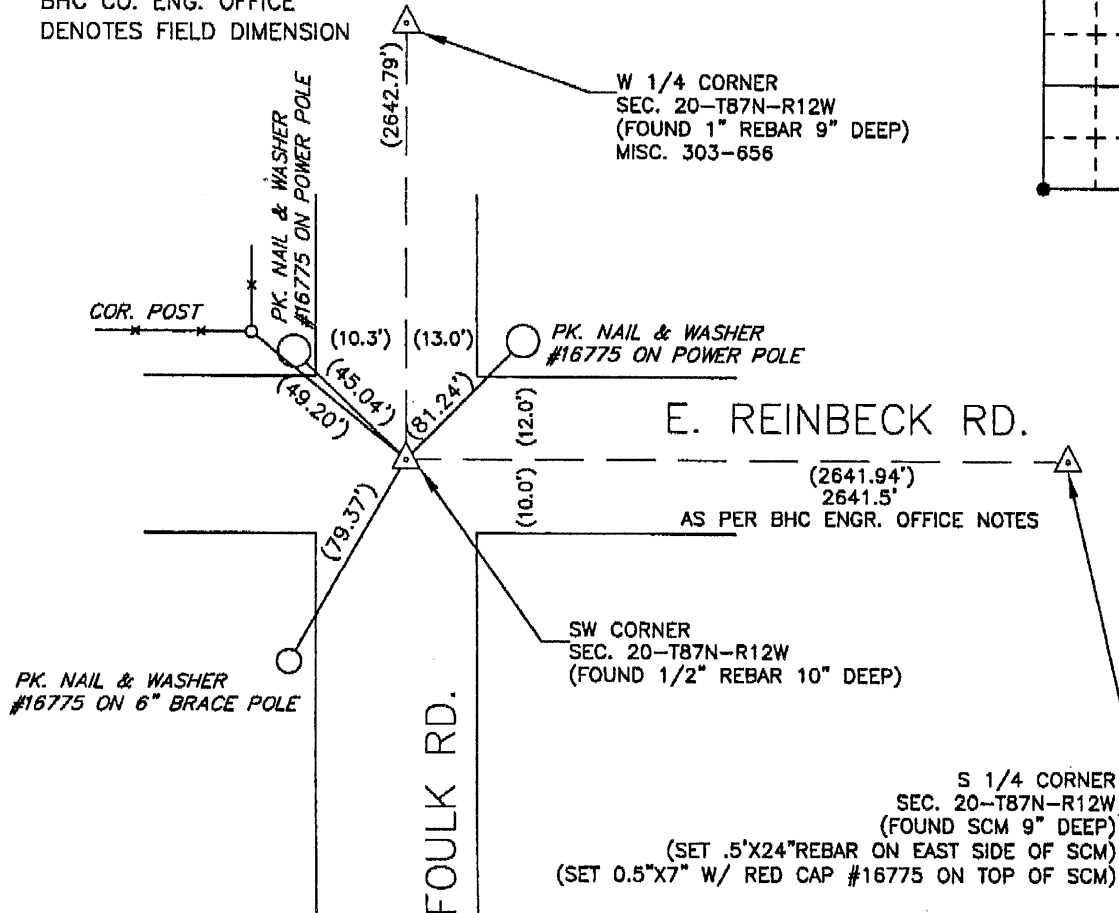 BHC CO. ENG. OFFICE
DENOTES FIELD DIMENSION
(2642.79')
W 1/4 CORNER
SEC. 20-T87N-R12W
(FOUND 1" REBAR 9" DEEP)
MISC. 303-656
PK. NAIL & WASHER
#16775 ON POWER POLE
COR. POST
(10.3')
(13.0')
PK. NAIL & WASHER
#16775 ON POWER POLE
(45.04')
(49.20')
(81.24')
(12.0')
E. REINBECK RD.
(10.0')
(2641.94')
2641.5'
AS PER BHC ENGR. OFFICE NOTES
(79.37')
SW CORNER
SEC. 20-T87N-R12W
(FOUND 1/2" REBAR 10" DEEP)
PK. NAIL & WASHER
#16775 ON 6" BRACE POLE
FOULK RD.
S 1/4 CORNER
SEC. 20-T87N-R12W
(FOUND SCM 9" DEEP)
(SET .5'X24"REBAR ON EAST SIDE OF SCM)
(SET 0.5"X7" W/ RED CAP #16775 ON TOP OF SCM)